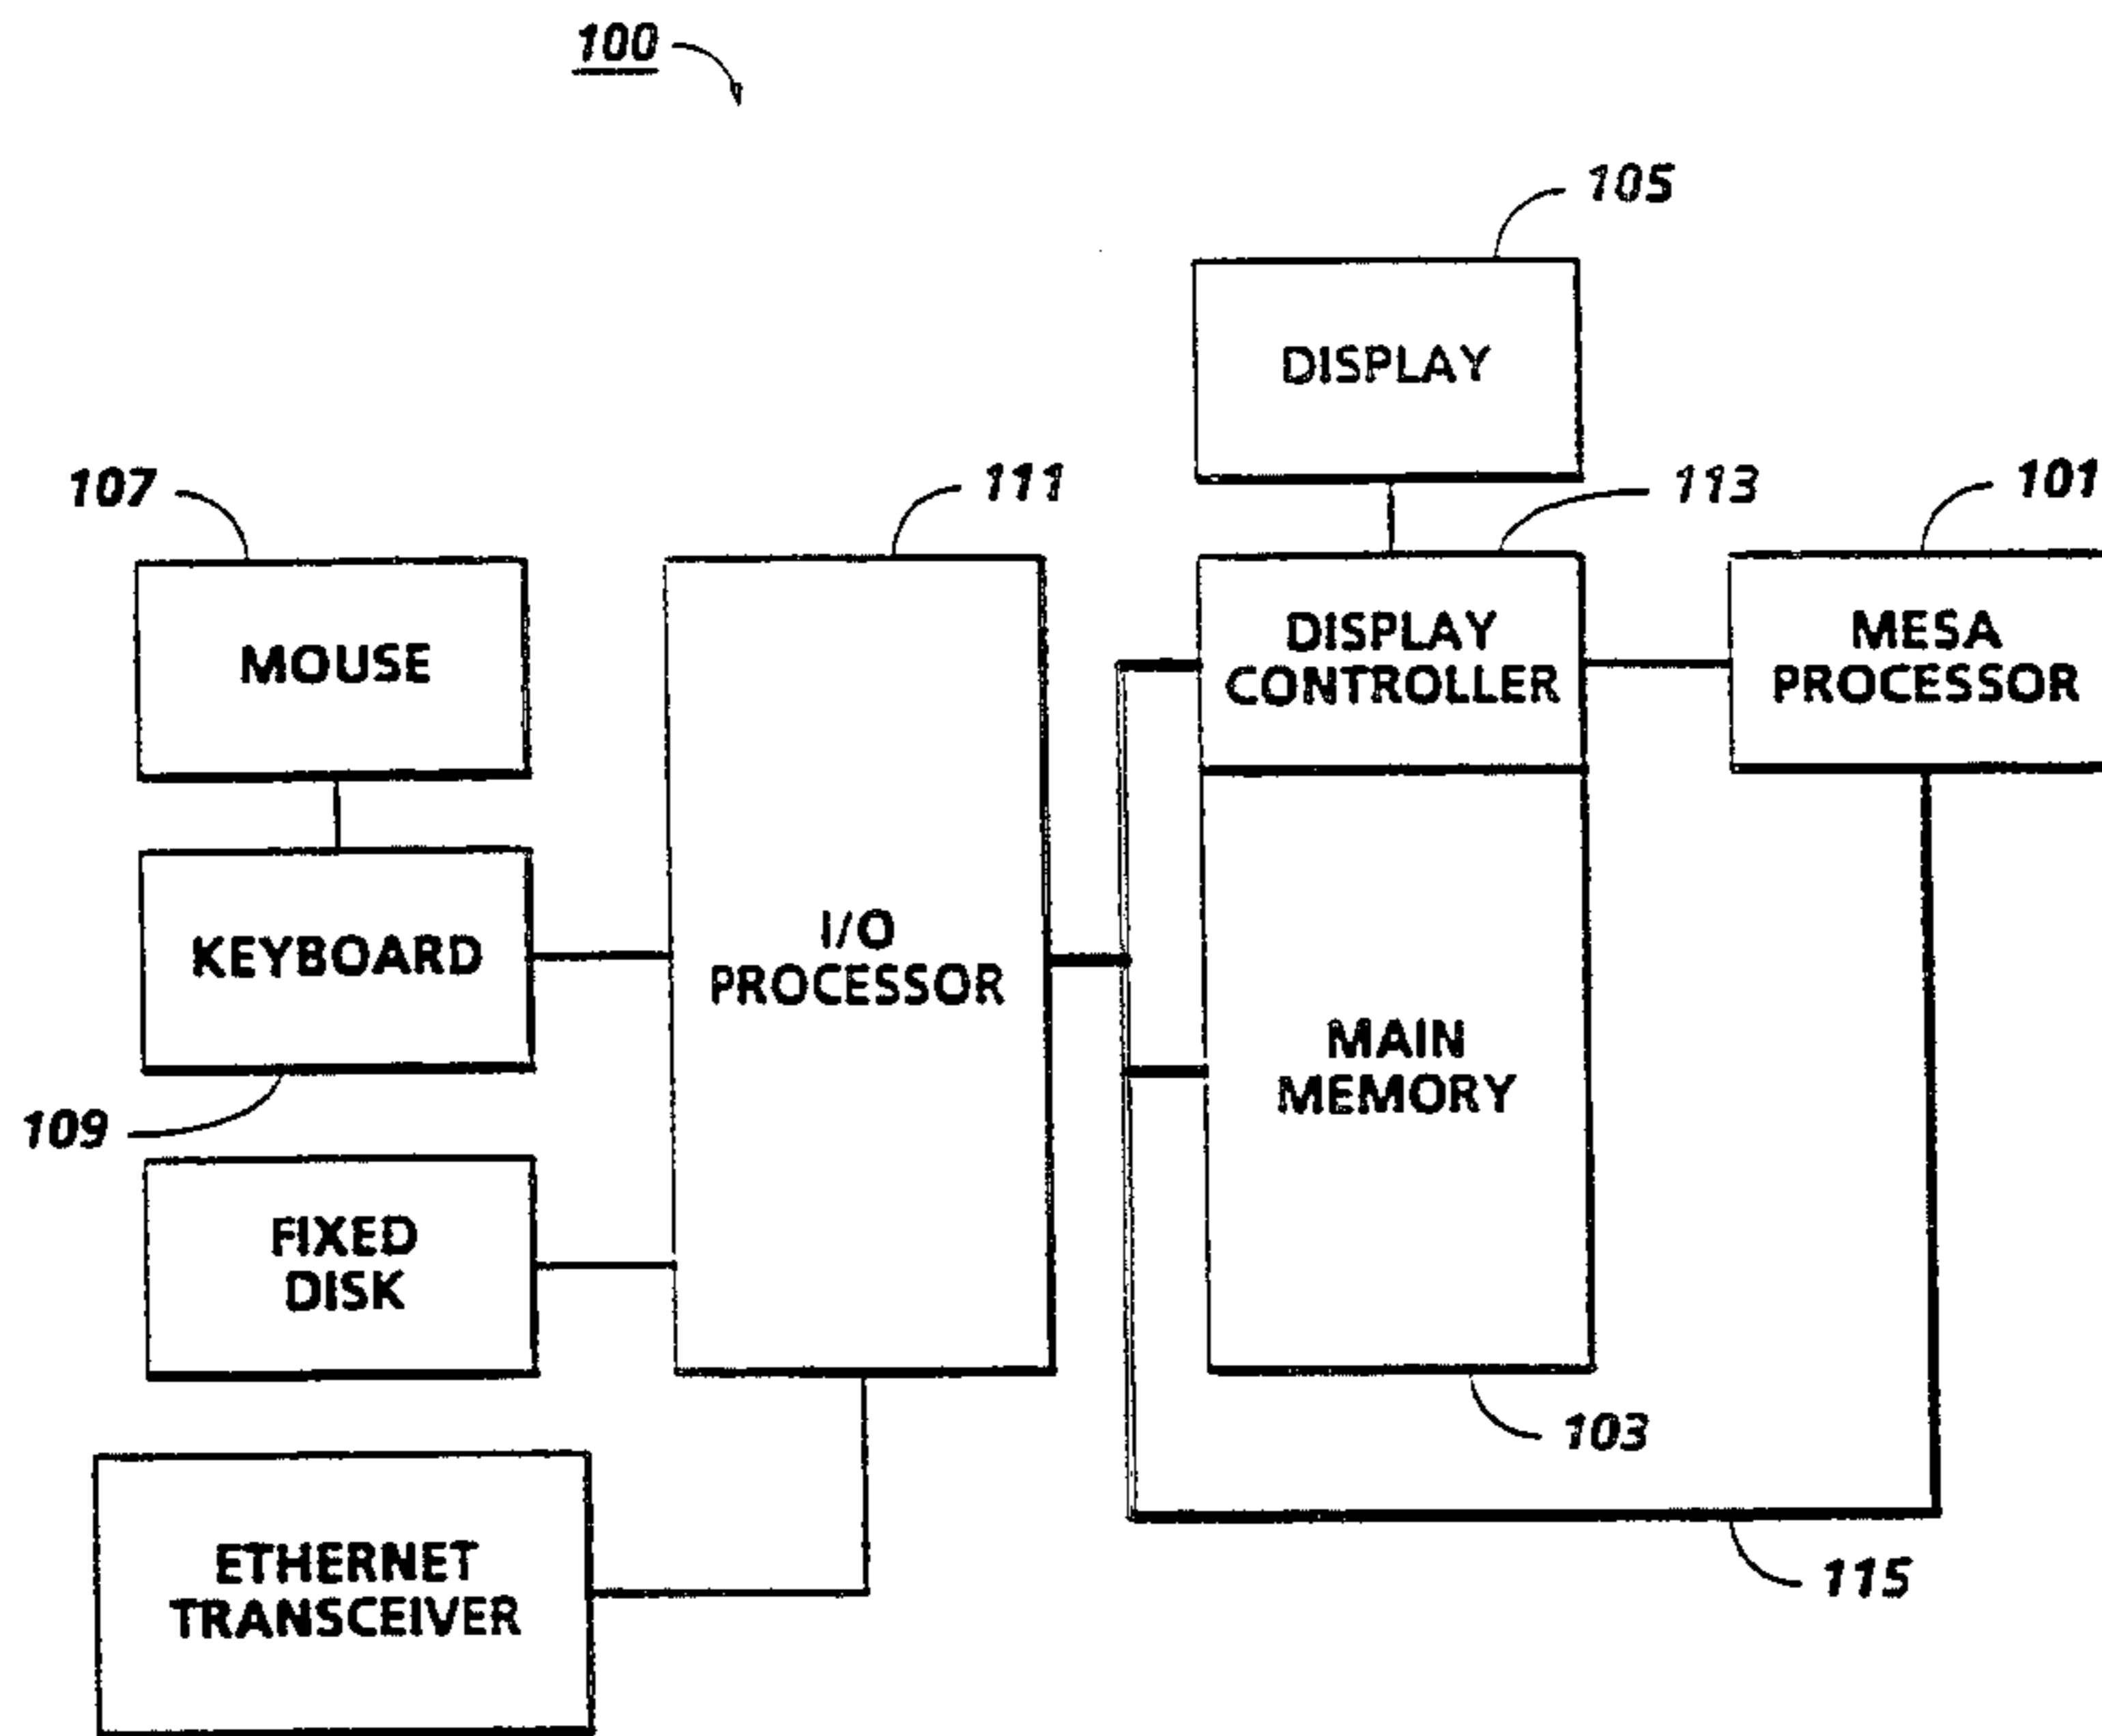 100
105
DISPLAY
107
111
113
101
MOUSE
DISPLAY
CONTROLLER
MESA
PROCESSOR
KEYBOARD
I/O
PROCESSOR
MAIN
MEMORY
109
FIXED
DISK
103
ETHERNET
TRANSCEIVER
115